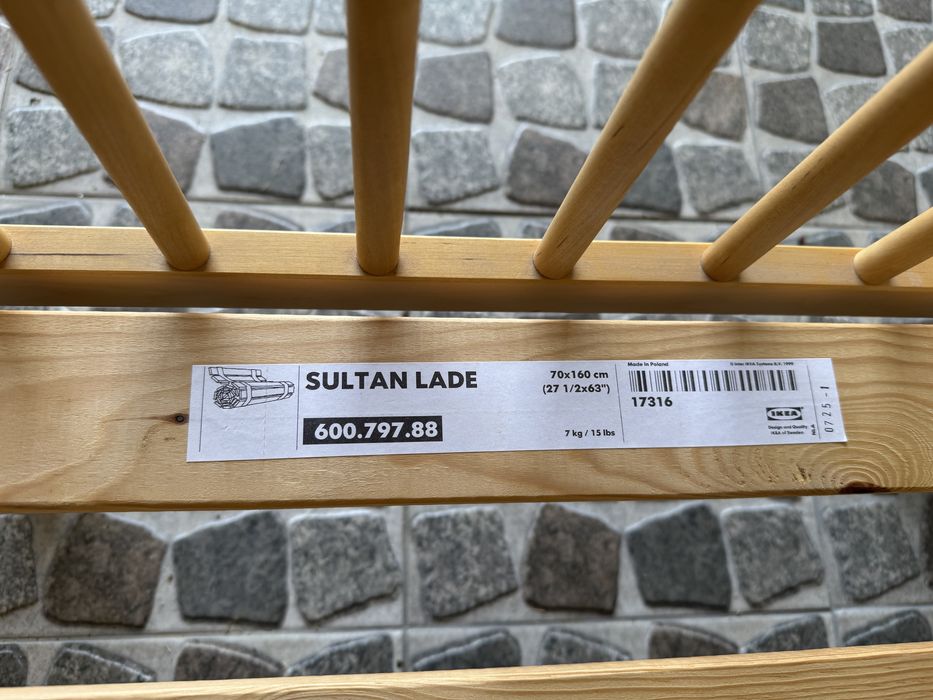 SULTAN LADE
600.797.88
70x160 cm
(27 1/2x63")
7 kg / 15 lbs
Made in Poland
© Inter IKEA Systems B.V. 1999
17316
IKEA
Design and Quality
IKEA of Sweden
NLA
0725-1